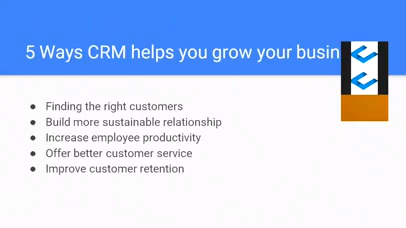 5 Ways CRM helps you grow your busin
● Finding the right customers
● Build more sustainable relationship
● Increase employee productivity
● Offer better customer service
● Improve customer retention